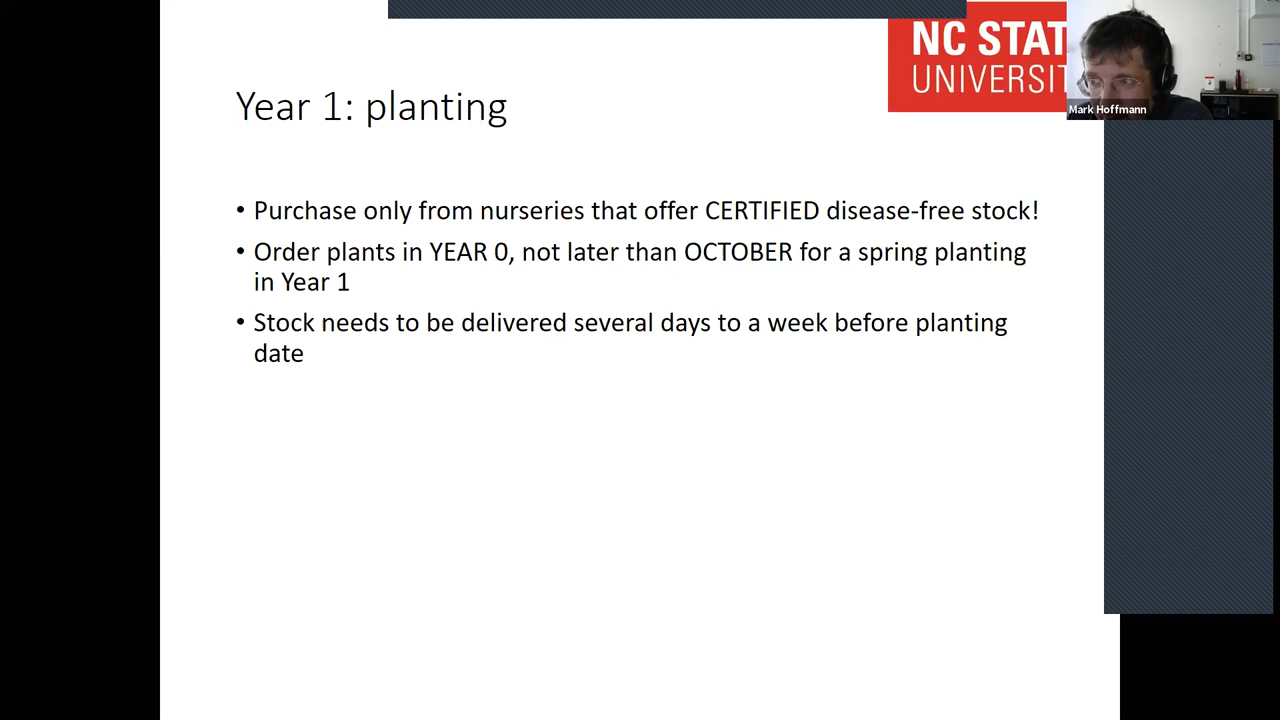 NC STAT
UNIVERSIT
Mark Hoffmann
Year 1: planting
• Purchase only from nurseries that offer CERTIFIED disease-free stock!
• Order plants in YEAR 0, not later than OCTOBER for a spring planting
in Year 1
• Stock needs to be delivered several days to a week before planting
date